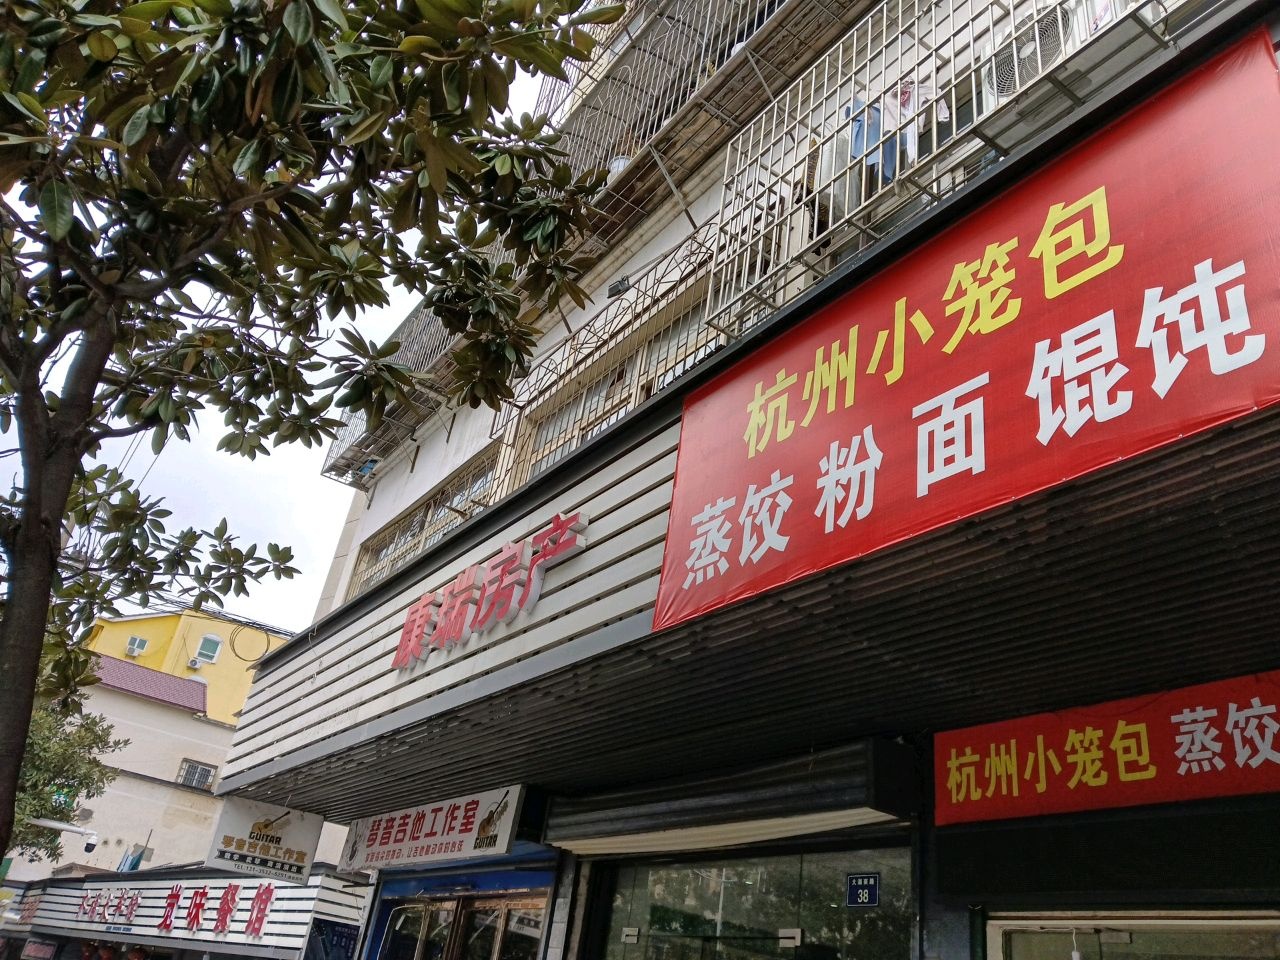 杭州小笼包
蒸饺 粉 面 馄饨
康瑞房产
杭州小笼包 蒸饺
琴音吉他工作室
GUITAR
GUITAR
琴音吉他工作室
38
觉味餐馆